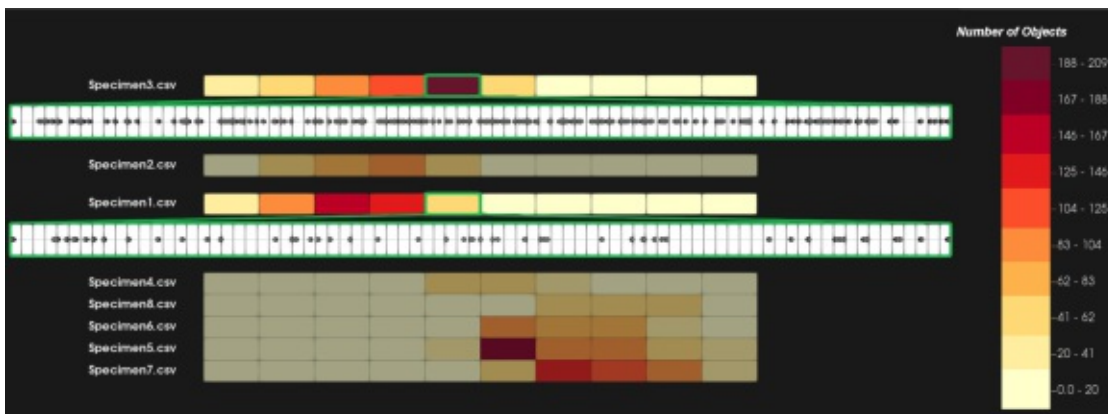 Number of Objects
Specimen3.csv
Specimen2.csv
Specimen1.csv
Specimen4.csv
Specimen8.csv
Specimen6.csv
Specimen5.csv
Specimen7.csv
188 - 209
167 - 188
146 - 167
125 - 146
104 - 125
83 - 104
62 - 83
41 - 62
20 - 41
0.0 - 20